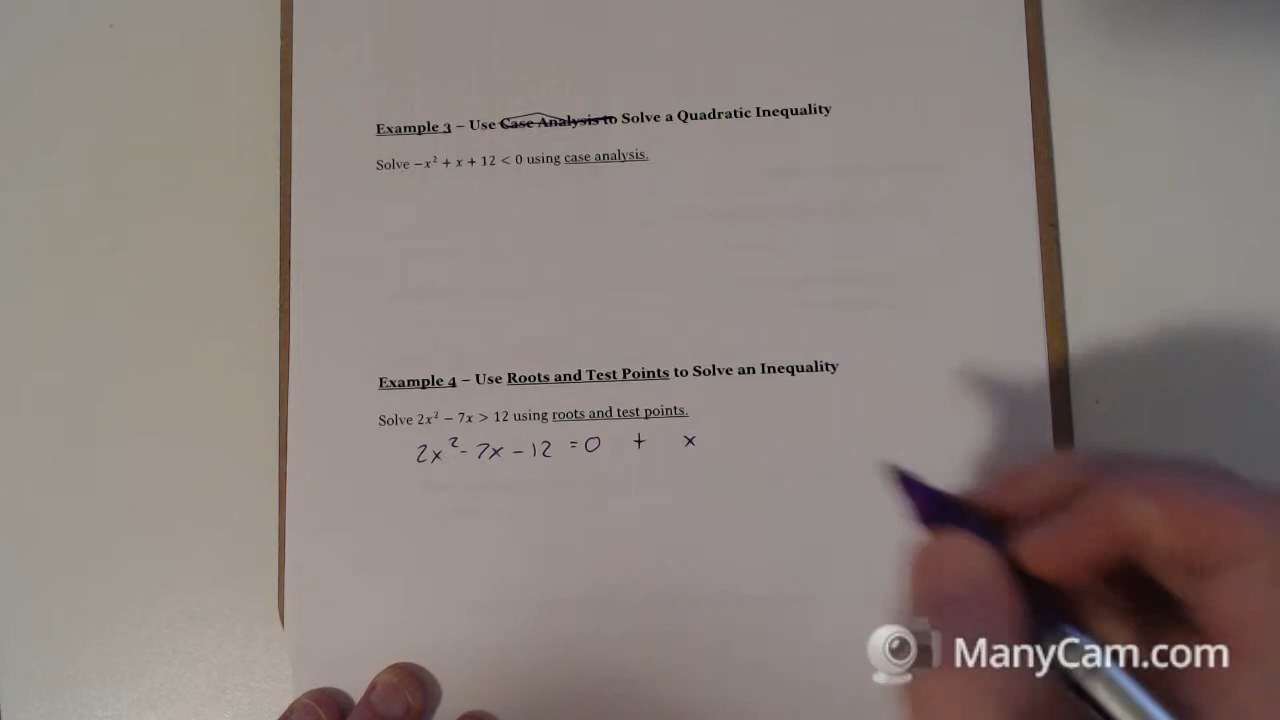 Example 3 – Use Case Analysis to Solve a Quadratic Inequality
Solve −x² + x + 12 < 0 using case analysis.
Example 4 – Use Roots and Test Points to Solve an Inequality
Solve 2x² − 7x > 12 using roots and test points.
2x² - 7x - 12 = 0 + x
ManyCam.com